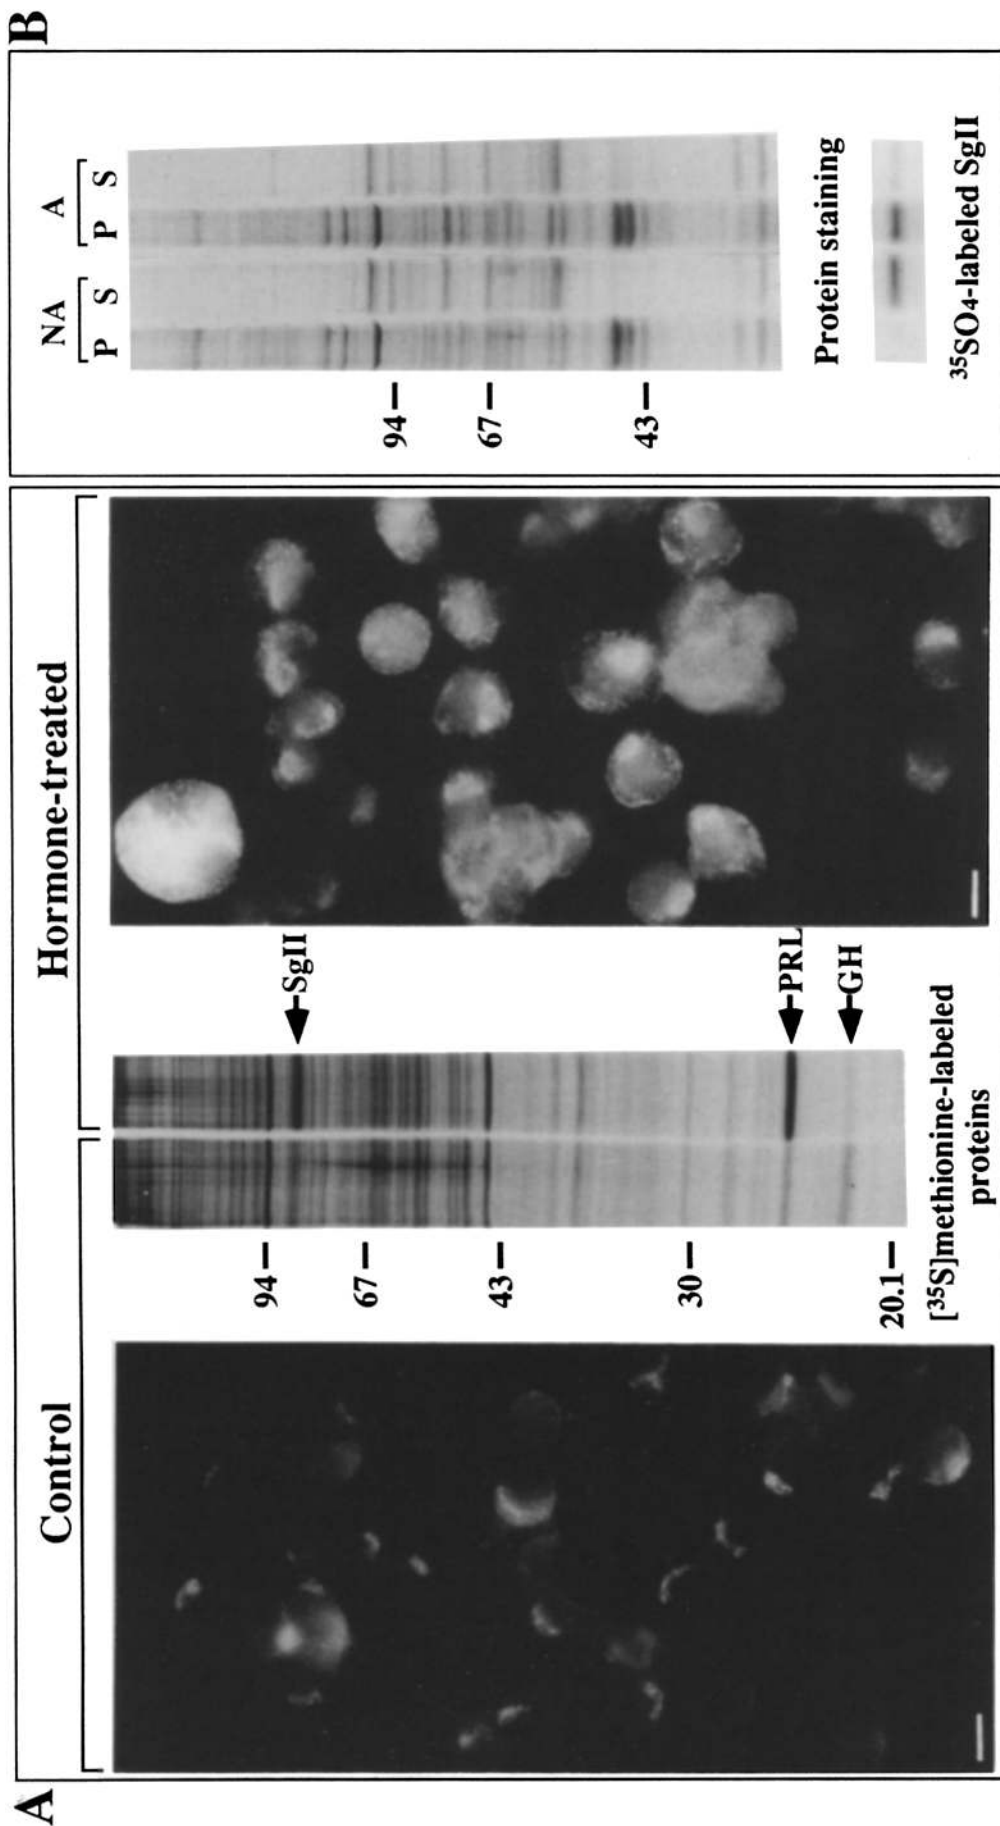 A
Control
Hormone-treated
94
67
43
30
20.1
SgII
PRL
GH
[³⁵S]methionine-labeled
proteins
B
NA
A
P S P S
94
67
43
Protein staining
³⁵SO₄-labeled SgII